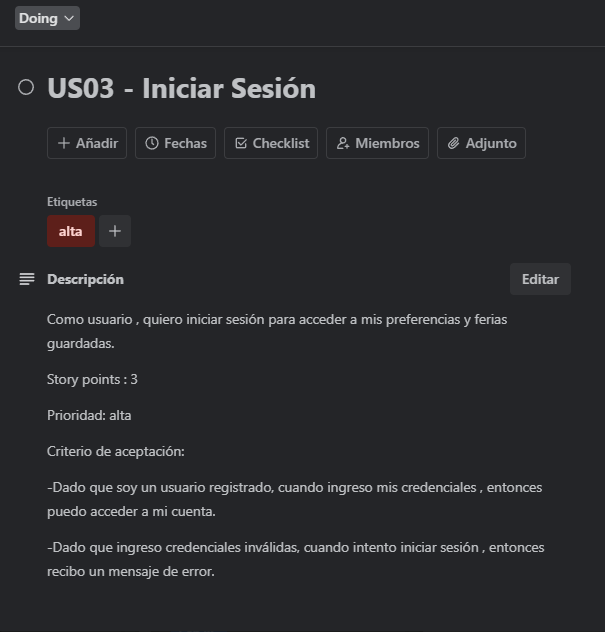 Doing
US03 - Iniciar Sesión
Añadir Fechas Checklist Miembros Adjunto
Etiquetas
alta
Descripción Editar
Como usuario , quiero iniciar sesión para acceder a mis preferencias y ferias
guardadas.
Story points : 3
Prioridad: alta
Criterio de aceptación:
-Dado que soy un usuario registrado, cuando ingreso mis credenciales , entonces
puedo acceder a mi cuenta.
-Dado que ingreso credenciales inválidas, cuando intento iniciar sesión , entonces
recibo un mensaje de error.